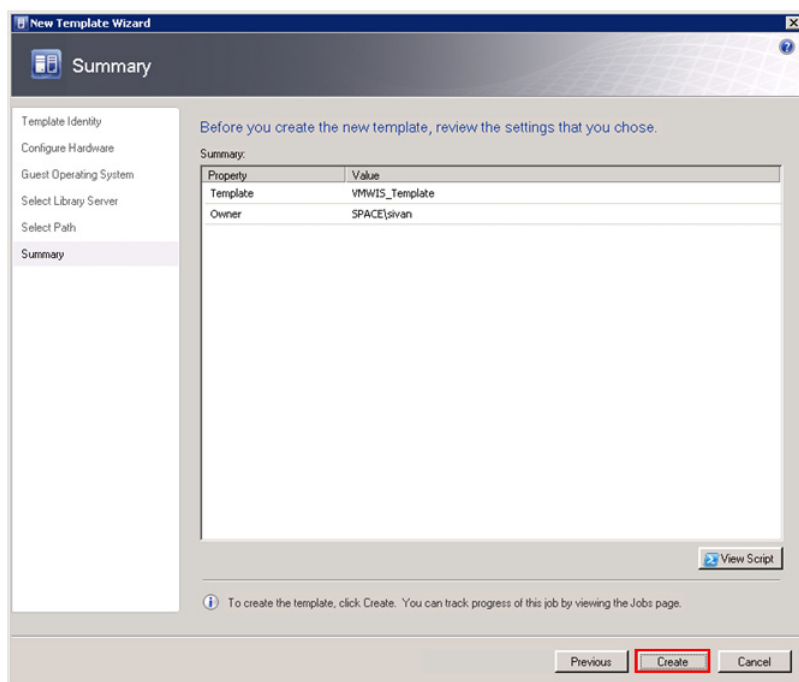 New Template Wizard
Summary
Template Identity
Configure Hardware
Guest Operating System
Select Library Server
Select Path
Summary
Before you create the new template, review the settings that you chose.
Summary:
Property Value
Template VMWIS_Template
Owner SPACE\sivan
View Script
To create the template, click Create. You can track progress of this job by viewing the Jobs page.
Previous Create Cancel